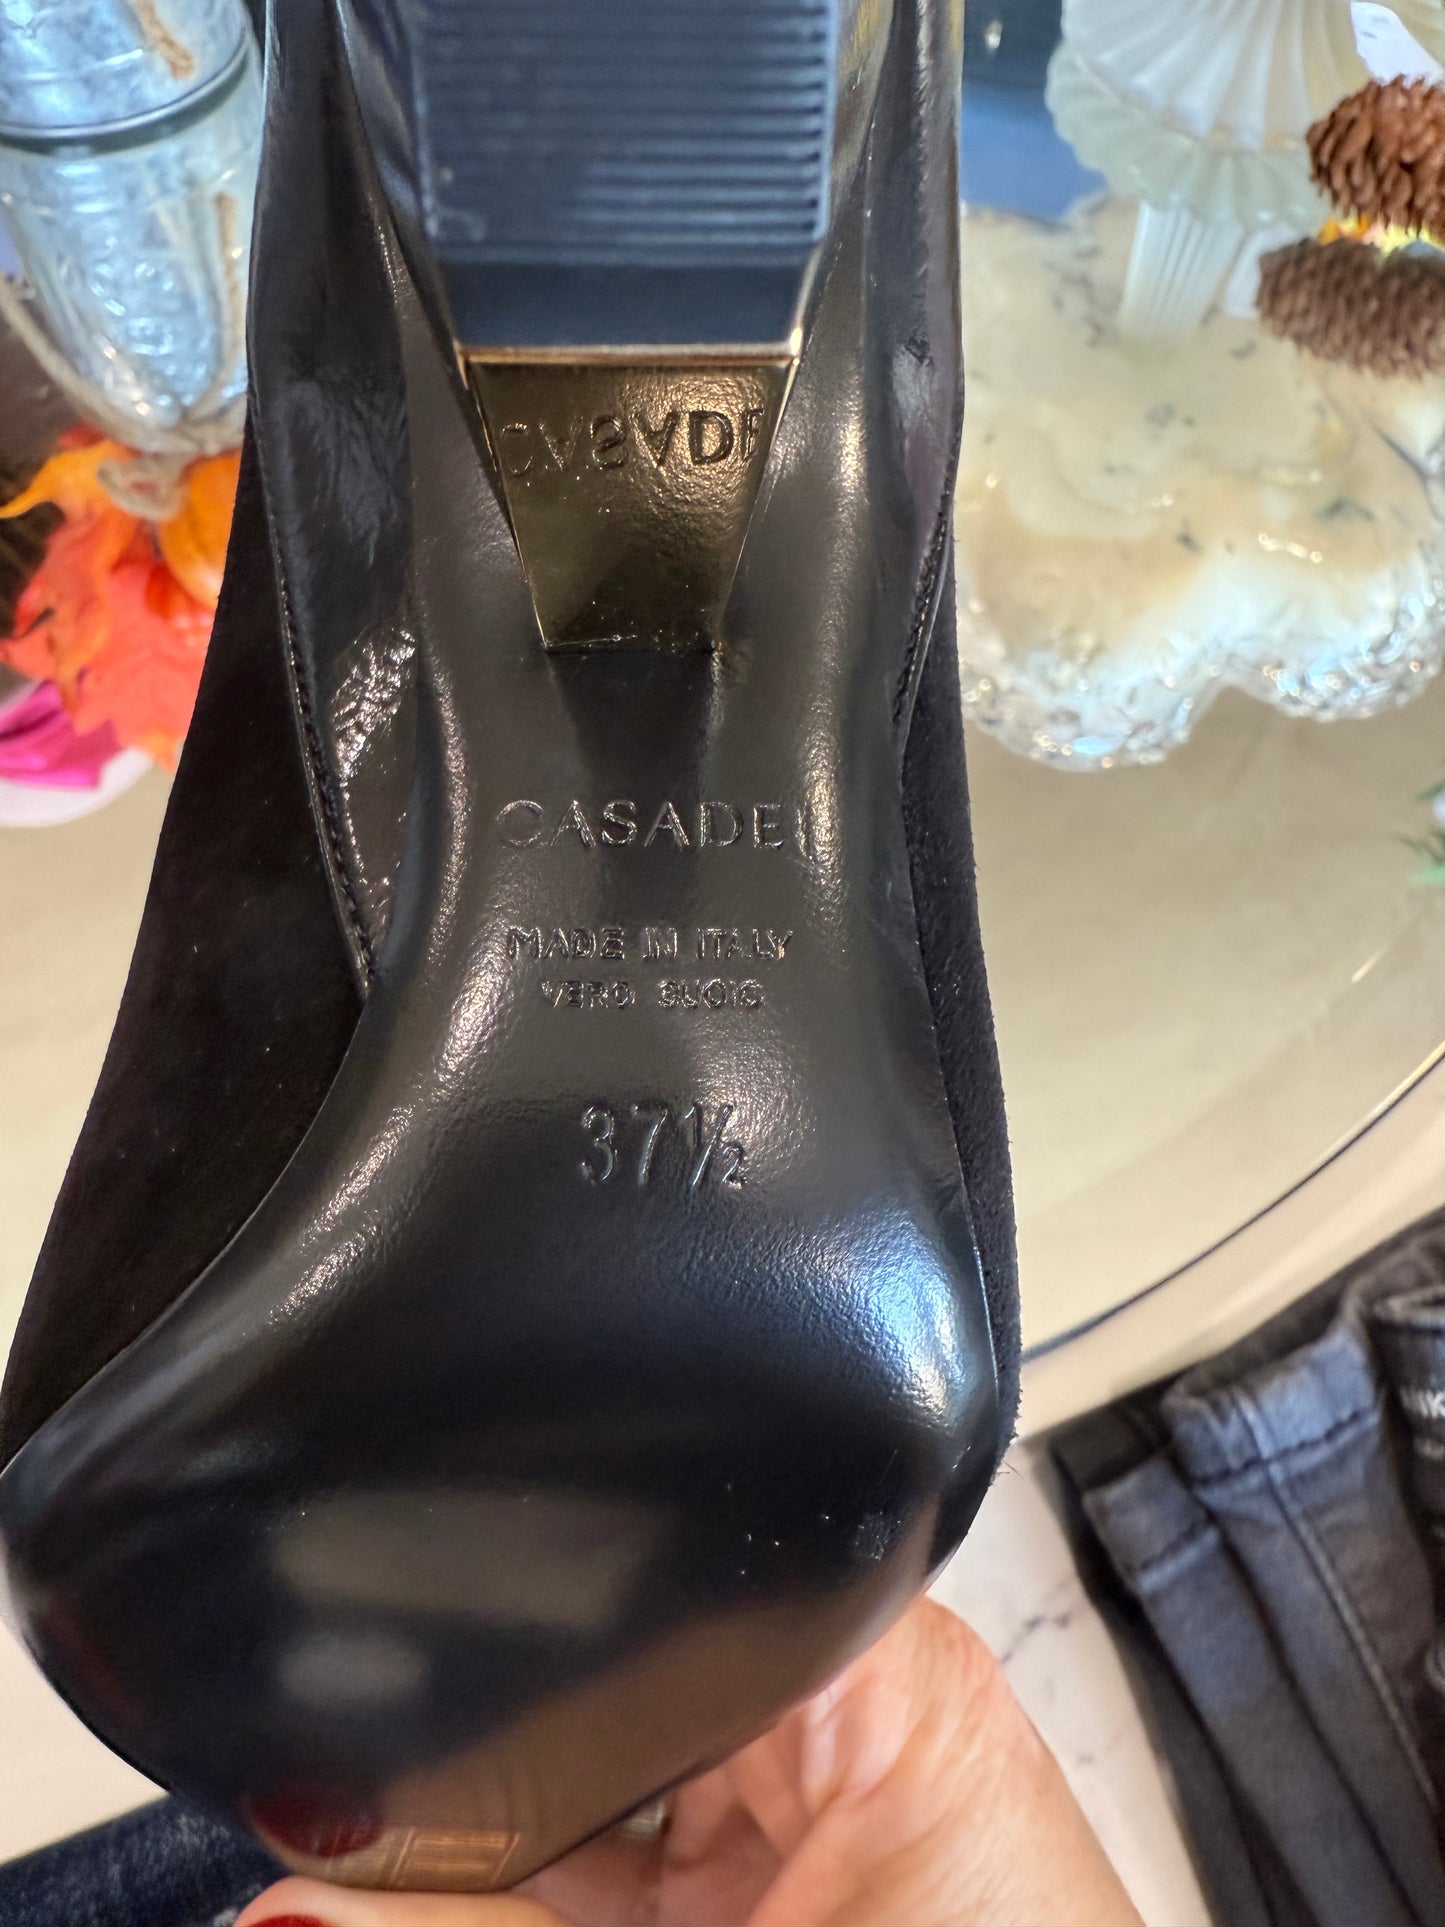 CASADEI
CASADEI
MADE IN ITALY
VERO CUOIO
37½